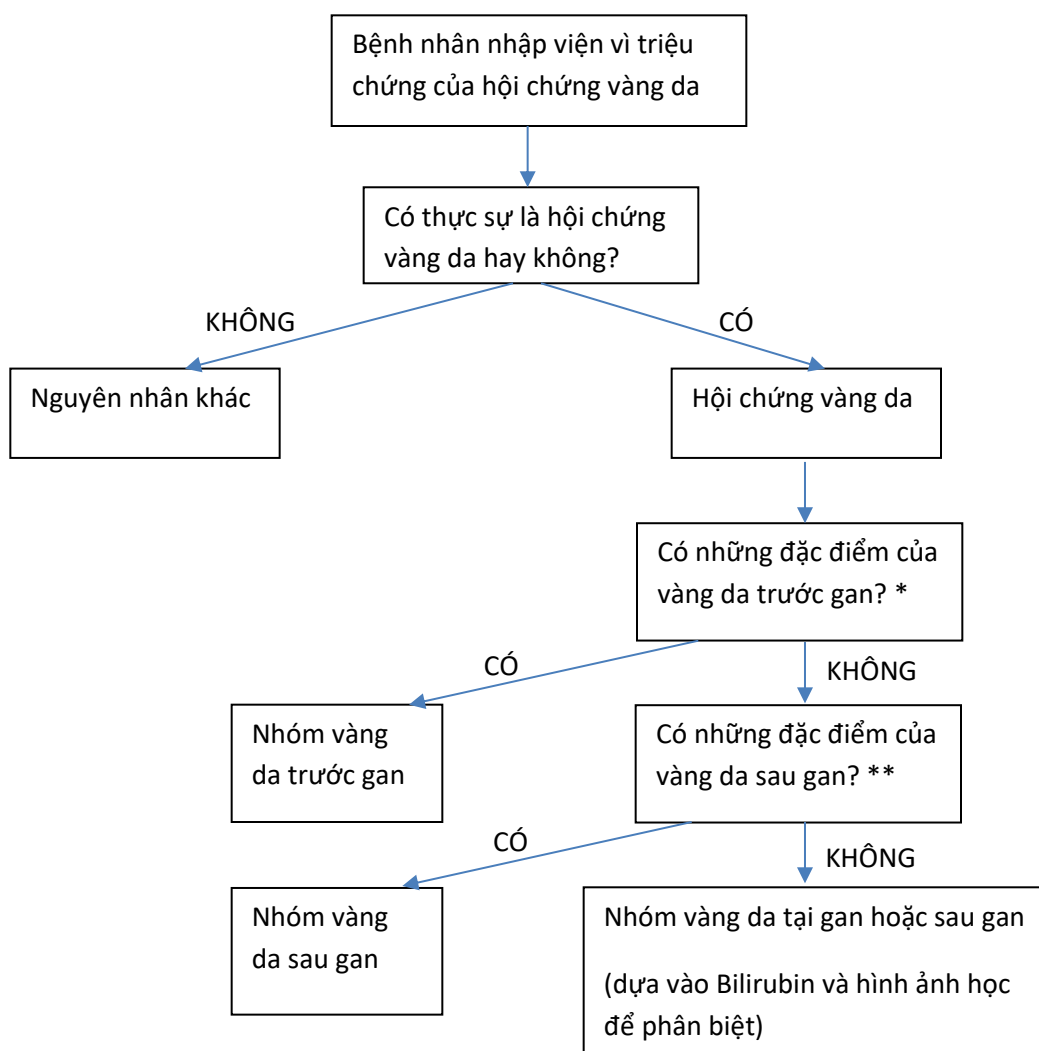 Bệnh nhân nhập viện vì triệu
chứng của hội chứng vàng da
Có thực sự là hội chứng
vàng da hay không?
KHÔNG
CÓ
Nguyên nhân khác
Hội chứng vàng da
Có những đặc điểm của
vàng da trước gan? *
CÓ
KHÔNG
Nhóm vàng
da trước gan
Có những đặc điểm của
vàng da sau gan? **
CÓ
KHÔNG
Nhóm vàng
da sau gan
Nhóm vàng da tại gan hoặc sau gan
(dựa vào Bilirubin và hình ảnh học
để phân biệt)